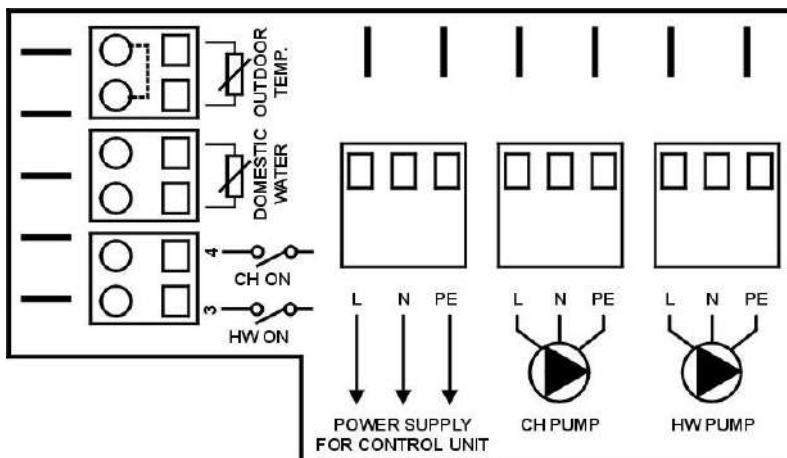 OUTDOOR
TEMP.
DOMESTIC
WATER
4
CH ON
3
HW ON
L N PE
L N PE
L N PE
POWER SUPPLY
FOR CONTROL UNIT
CH PUMP
HW PUMP